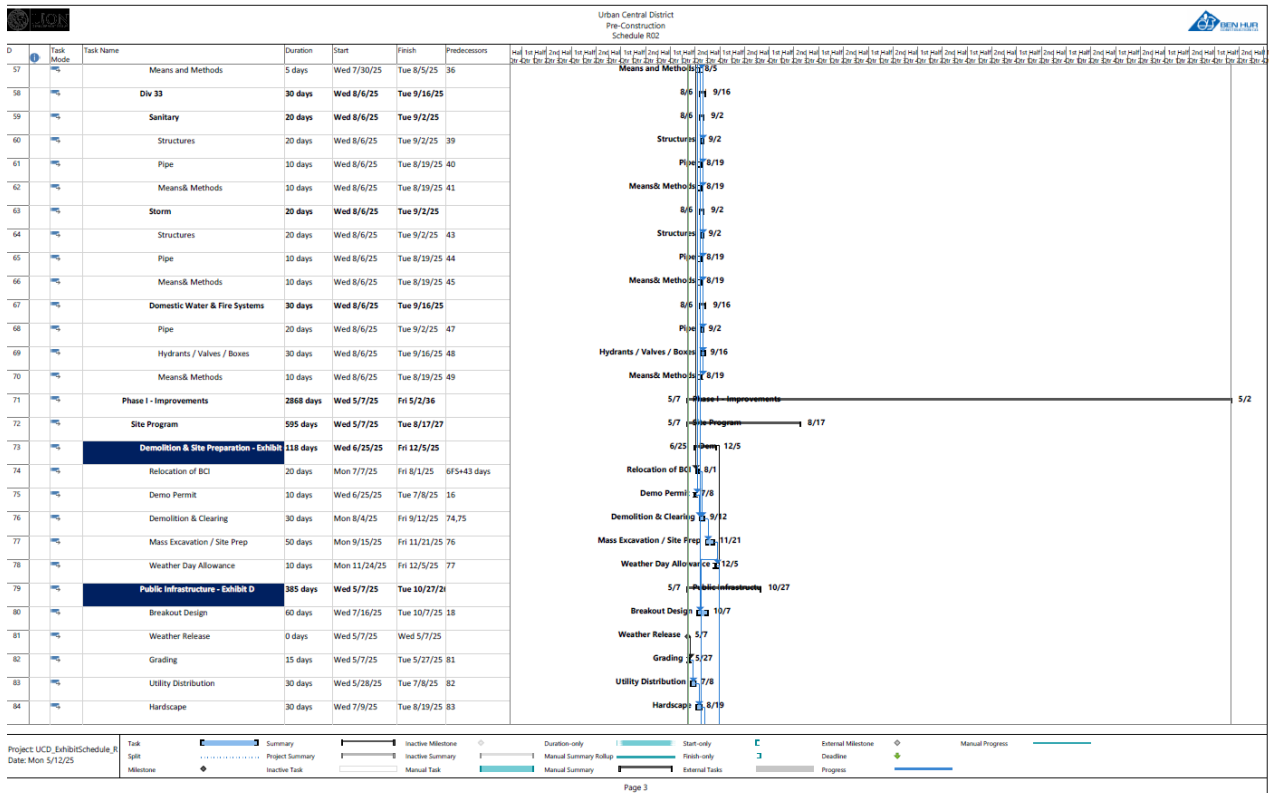 Urban Central District
Pre-Construction
Schedule R02
BEN HUR
D Task Mode Task Name Duration Start Finish Predecessors
57 Means and Methods 5 days Wed 7/30/25 Tue 8/5/25 36 Means and Methods 8/5
58 Div 33 30 days Wed 8/6/25 Tue 9/16/25 8/6 9/16
59 Sanitary 20 days Wed 8/6/25 Tue 9/2/25 8/6 9/2
60 Structures 20 days Wed 8/6/25 Tue 9/2/25 39 Structures 9/2
61 Pipe 10 days Wed 8/6/25 Tue 8/19/25 40 Pipe 8/19
62 Means& Methods 10 days Wed 8/6/25 Tue 8/19/25 41 Means& Methods 8/19
63 Storm 20 days Wed 8/6/25 Tue 9/2/25 8/6 9/2
64 Structures 20 days Wed 8/6/25 Tue 9/2/25 43 Structures 9/2
65 Pipe 10 days Wed 8/6/25 Tue 8/19/25 44 Pipe 8/19
66 Means& Methods 10 days Wed 8/6/25 Tue 8/19/25 45 Means& Methods 8/19
67 Domestic Water & Fire Systems 30 days Wed 8/6/25 Tue 9/16/25 8/6 9/16
68 Pipe 20 days Wed 8/6/25 Tue 9/2/25 47 Pipe 9/2
69 Hydrants / Valves / Boxes 30 days Wed 8/6/25 Tue 9/16/25 48 Hydrants / Valves / Boxes 9/16
70 Means& Methods 10 days Wed 8/6/25 Tue 8/19/25 49 Means& Methods 8/19
71 Phase I - Improvements 2868 days Wed 5/7/25 Fri 5/2/36 5/7 Phase I - Improvements 5/2
72 Site Program 595 days Wed 5/7/25 Tue 8/17/27 5/7 Site Program 8/17
73 Demolition & Site Preparation - Exhibit 118 days Wed 6/25/25 Fri 12/5/25 6/25 Dem 12/5
74 Relocation of BCI 20 days Mon 7/7/25 Fri 8/1/25 6FS+43 days Relocation of BCI 8/1
75 Demo Permit 10 days Wed 6/25/25 Tue 7/8/25 16 Demo Permit 7/8
76 Demolition & Clearing 30 days Mon 8/4/25 Fri 9/12/25 74,75 Demolition & Clearing 9/12
77 Mass Excavation / Site Prep 50 days Mon 9/15/25 Fri 11/21/25 76 Mass Excavation / Site Prep 11/21
78 Weather Day Allowance 10 days Mon 11/24/25 Fri 12/5/25 77 Weather Day Allowance 12/5
79 Public Infrastructure - Exhibit D 385 days Wed 5/7/25 Tue 10/27/2 5/7 Public Infrastructu 10/27
80 Breakout Design 60 days Wed 7/16/25 Tue 10/7/25 18 Breakout Design 10/7
81 Weather Release 0 days Wed 5/7/25 Wed 5/7/25 Weather Release 5/7
82 Grading 15 days Wed 5/7/25 Tue 5/27/25 81 Grading 5/27
83 Utility Distribution 30 days Wed 5/28/25 Tue 7/8/25 82 Utility Distribution 7/8
84 Hardscape 30 days Wed 7/9/25 Tue 8/19/25 83 Hardscape 8/19
Project: UCD_ExhibitSchedule_R
Date: Mon 5/12/25
Task Summary Inactive Milestone Duration-only Start-only External Milestone Manual Progress
Split Project Summary Inactive Summary Manual Summary Rollup Finish-only Deadline
Milestone Inactive Task Manual Task Manual Summary External Tasks Progress
Page 3